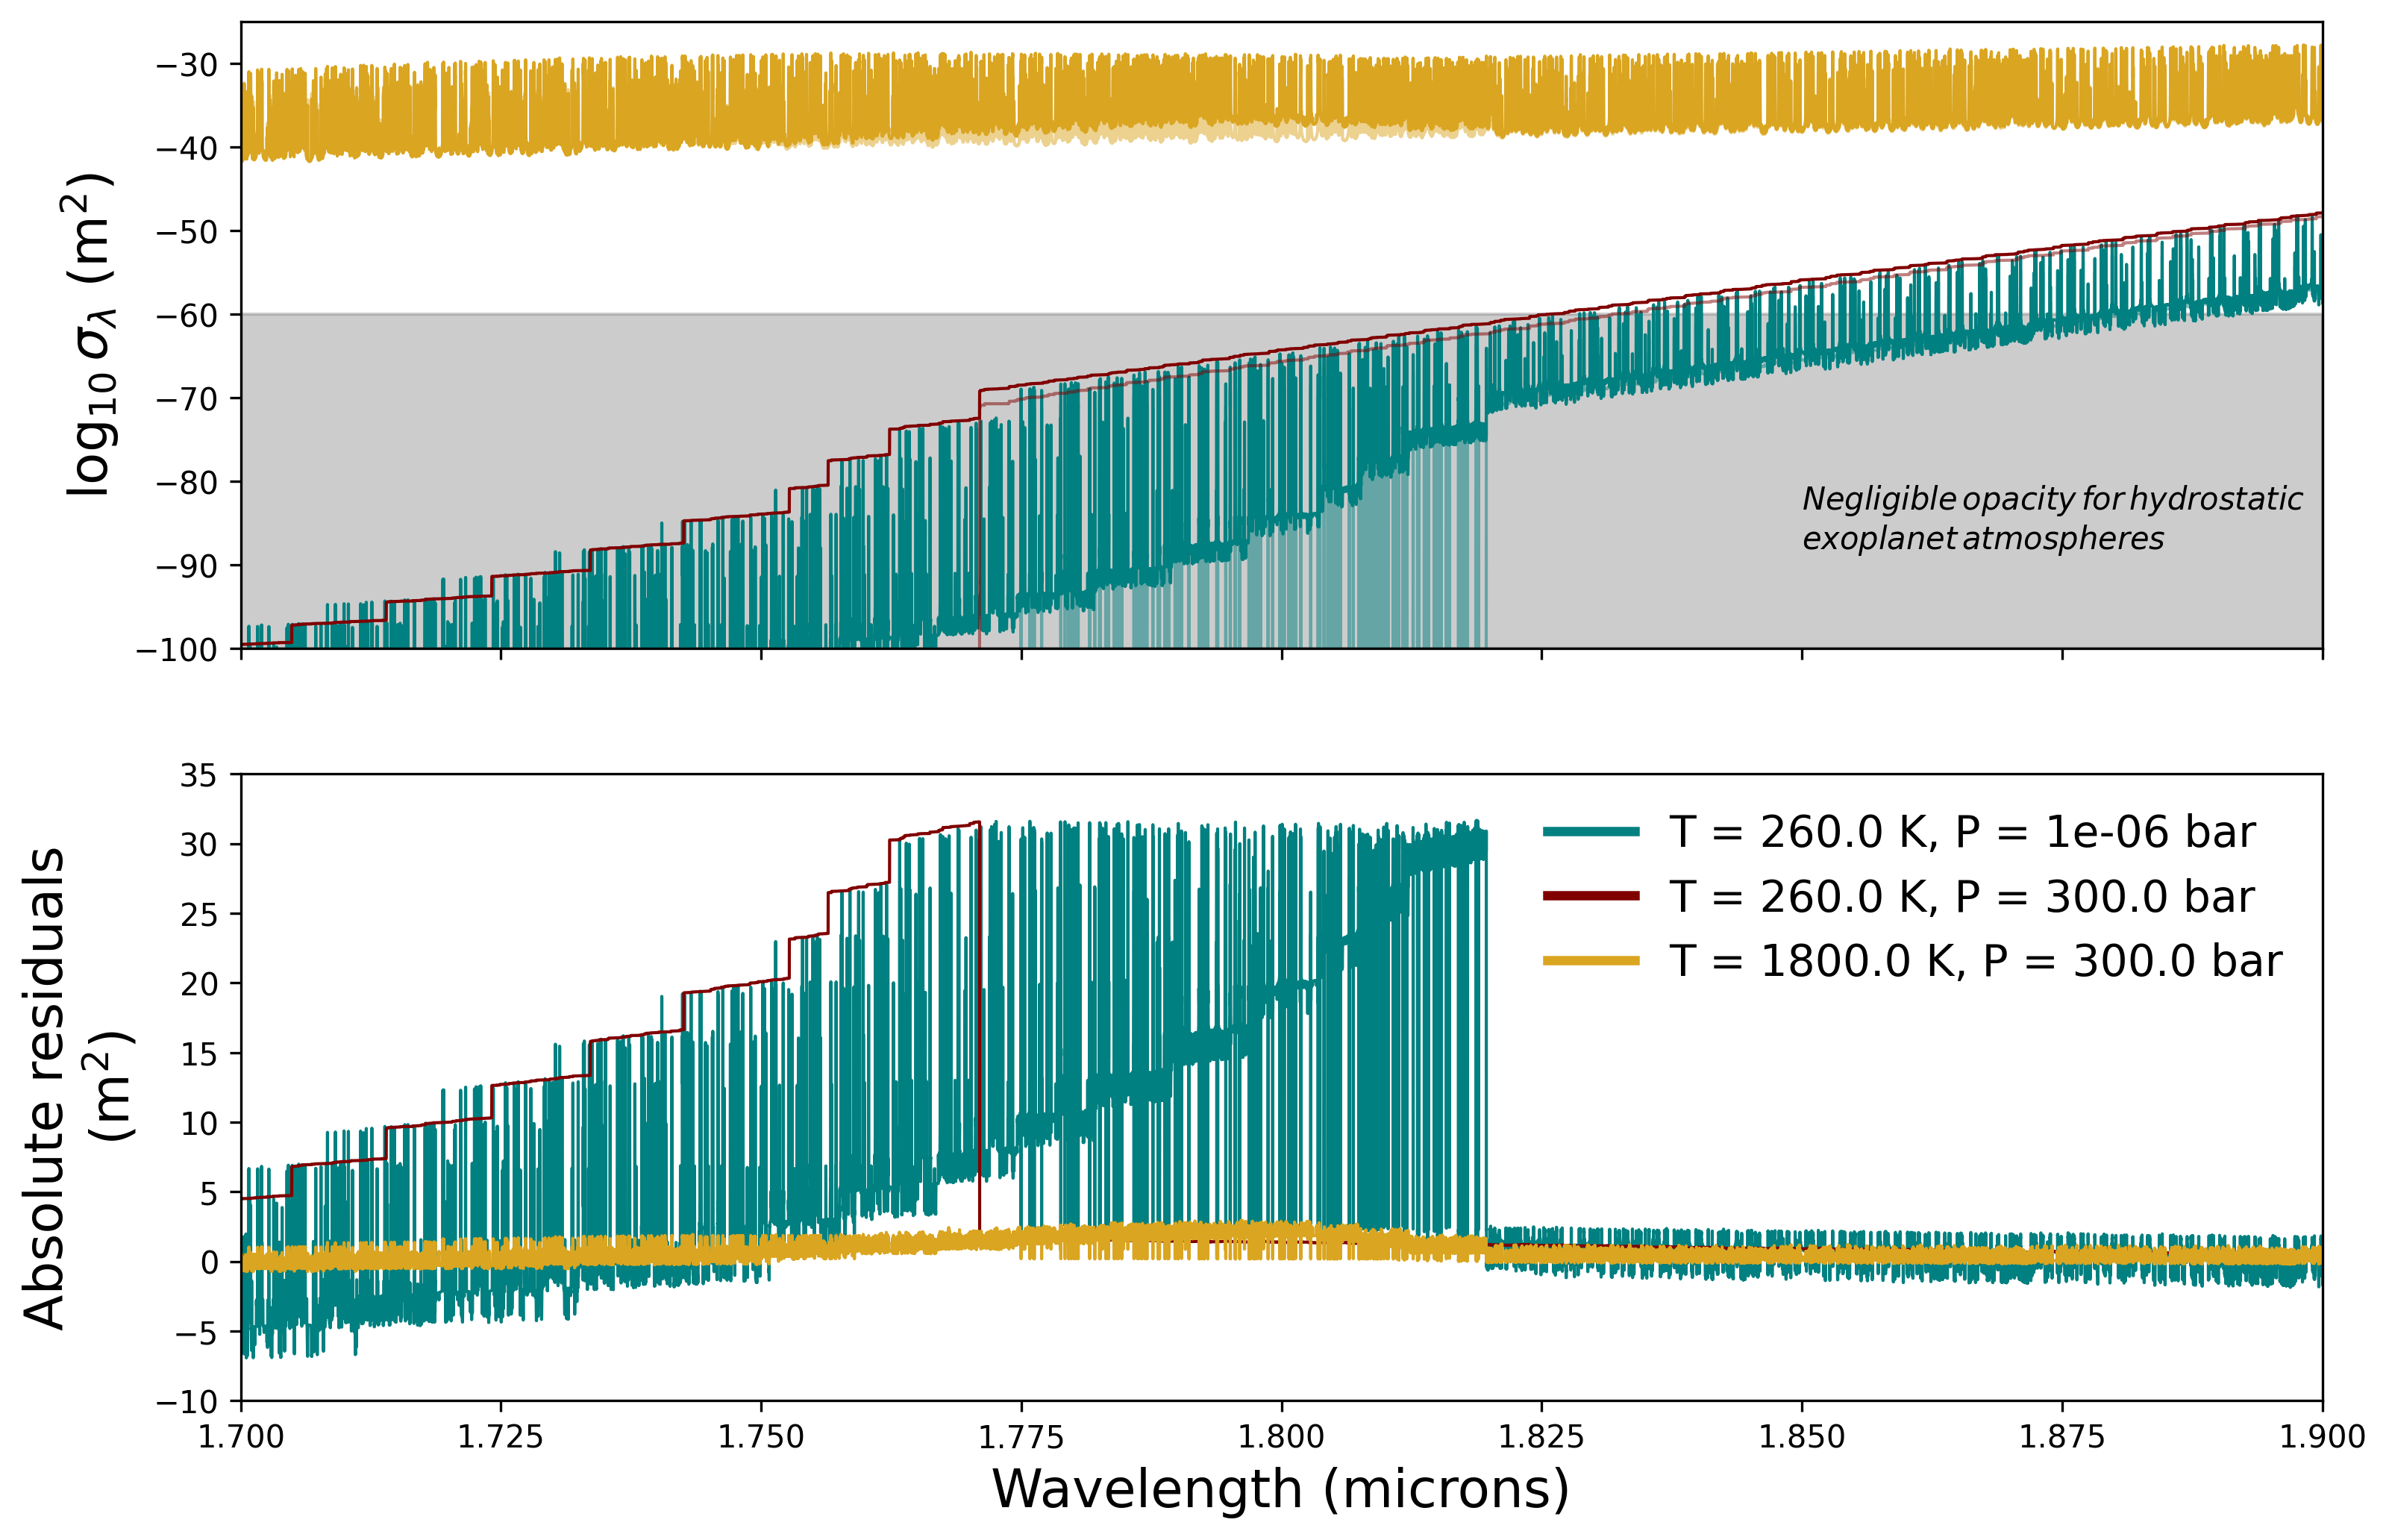 log₁₀ σλ (m²)
−30
−40
−50
−60
−70
−80
−90
−100
Negligible opacity for hydrostatic
exoplanet atmospheres
Absolute residuals
(m²)
35
30
25
20
15
10
5
0
−5
−10
T = 260.0 K, P = 1e-06 bar
T = 260.0 K, P = 300.0 bar
T = 1800.0 K, P = 300.0 bar
1.700 1.725 1.750 1.775 1.800 1.825 1.850 1.875 1.900
Wavelength (microns)